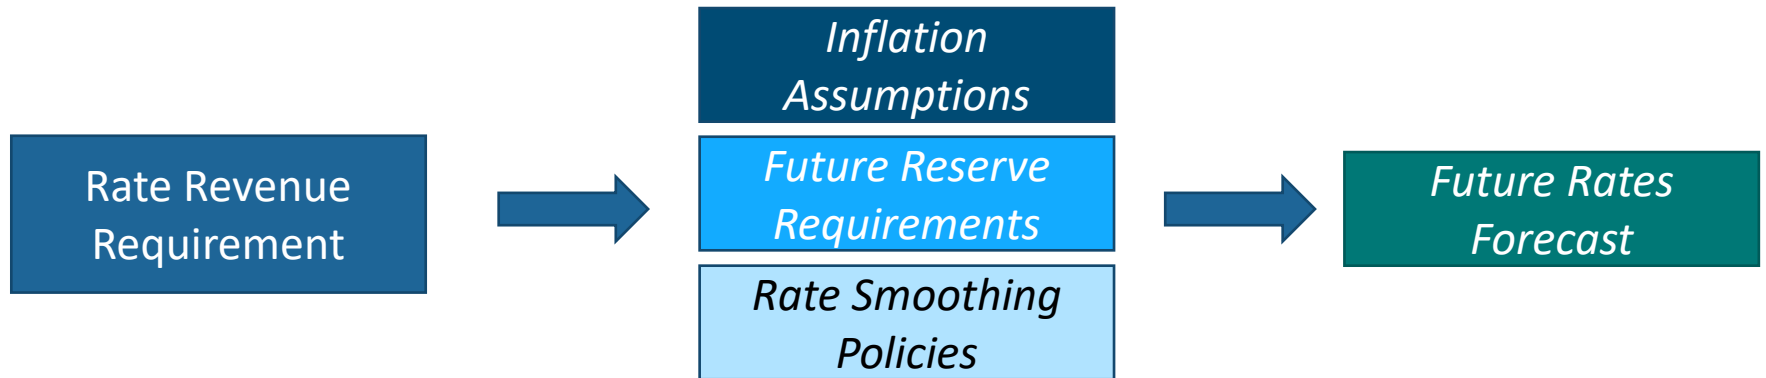 Rate Revenue
Requirement
Inflation
Assumptions
Future Reserve
Requirements
Rate Smoothing
Policies
Future Rates
Forecast